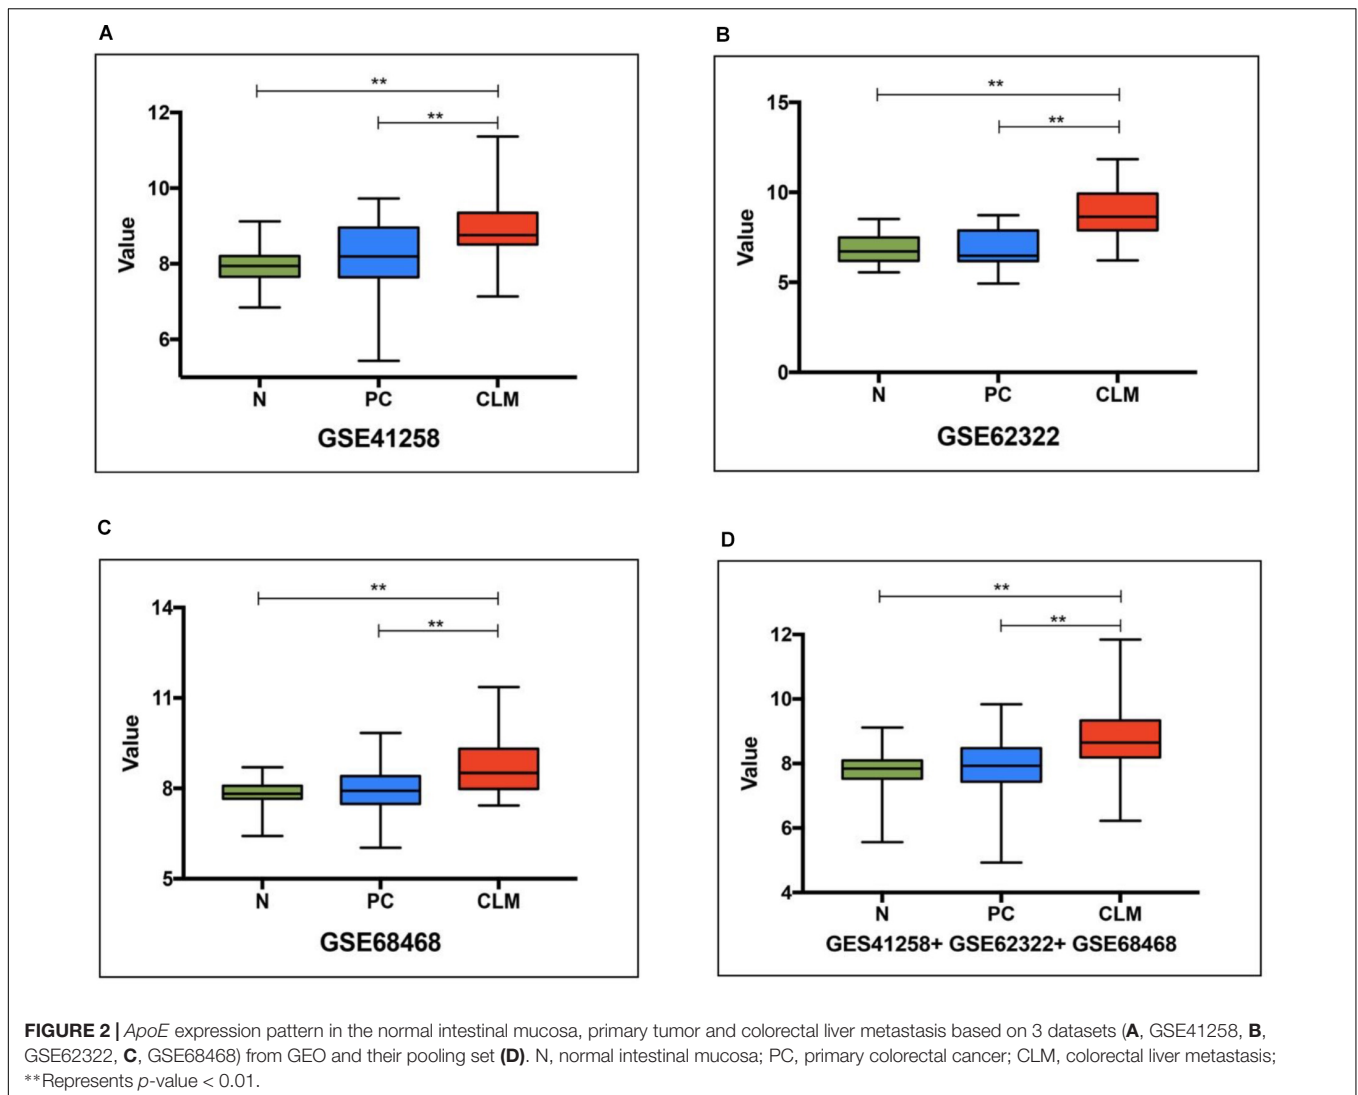 A
**
**
12
10
8
6
Value
N PC CLM
GSE41258
B
**
**
15
10
5
0
Value
N PC CLM
GSE62322
C
**
**
14
11
8
5
Value
N PC CLM
GSE68468
D
**
**
12
10
8
6
4
Value
N PC CLM
GES41258+ GSE62322+ GSE68468
FIGURE 2 | ApoE expression pattern in the normal intestinal mucosa, primary tumor and colorectal liver metastasis based on 3 datasets (A, GSE41258, B,
GSE62322, C, GSE68468) from GEO and their pooling set (D). N, normal intestinal mucosa; PC, primary colorectal cancer; CLM, colorectal liver metastasis;
**Represents p-value < 0.01.